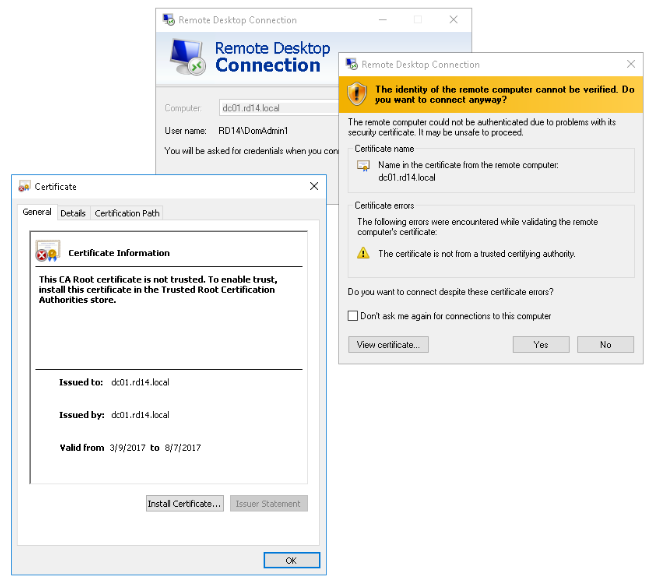 Remote Desktop Connection
Remote Desktop
Connection
Computer: dc01.rd14.local
User name: RD14\DomAdmin1
You will be asked for credentials when you
Remote Desktop Connection
The identity of the remote computer cannot be verified. Do
you want to connect anyway?
The remote computer could not be authenticated due to problems with its
security certificate. It may be unsafe to proceed.
Certificate name
Name in the certificate from the remote computer:
dc01.rd14.local
Certificate errors
The following errors were encountered while validating the remote
computer's certificate:
The certificate is not from a trusted certifying authority.
Do you want to connect despite these certificate errors?
Don't ask me again for connections to this computer
View certificate... Yes No
Certificate
General Details Certification Path
Certificate Information
This CA Root certificate is not trusted. To enable trust,
install this certificate in the Trusted Root Certification
Authorities store.
Issued to: dc01.rd14.local
Issued by: dc01.rd14.local
Valid from 3/9/2017 to 8/7/2017
Install Certificate... Issuer Statement
OK